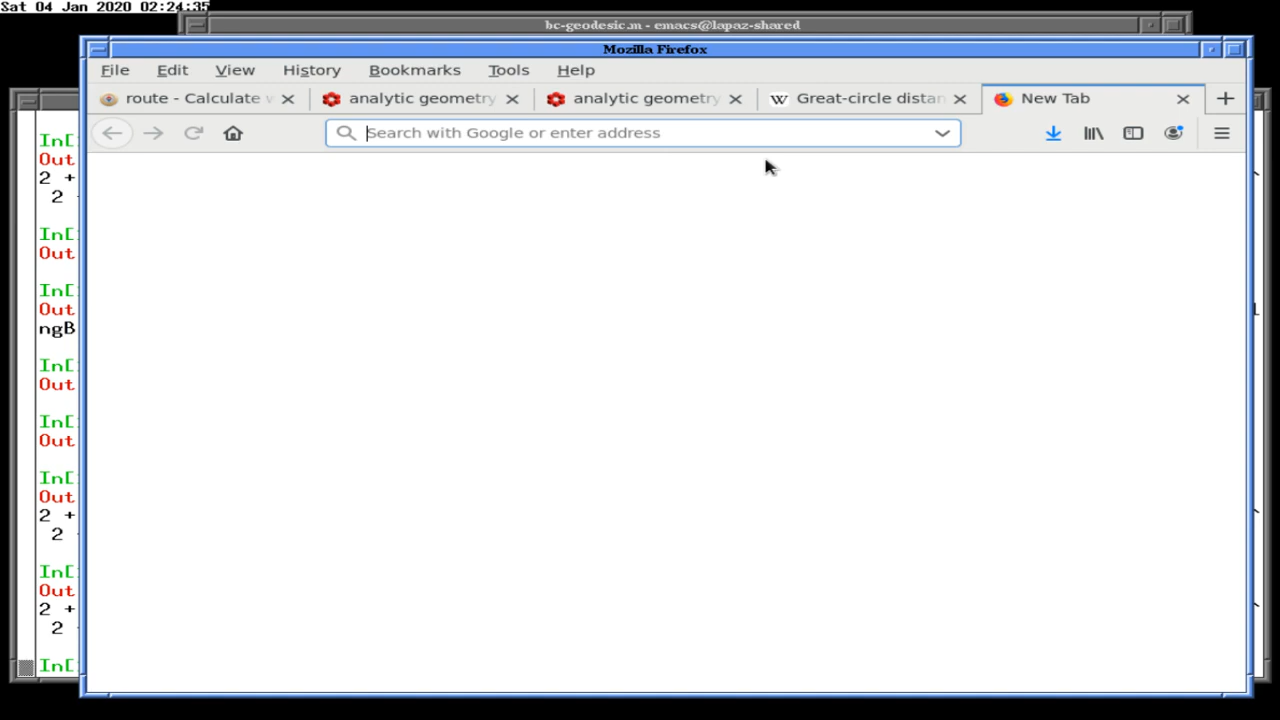 Sat 04 Jan 2020 02:24:35
bc-geodesic.m - emacs@lapaz-shared
Mozilla Firefox
File Edit View History Bookmarks Tools Help
route - Calculate analytic geometry analytic geometry Great-circle distan New Tab
Search with Google or enter address
In[
Out
2 +
2
In[
Out
In[
Out
ngB
In[
Out
In[
Out
In[
Out
2 +
2
In[
Out
2 +
2
In[